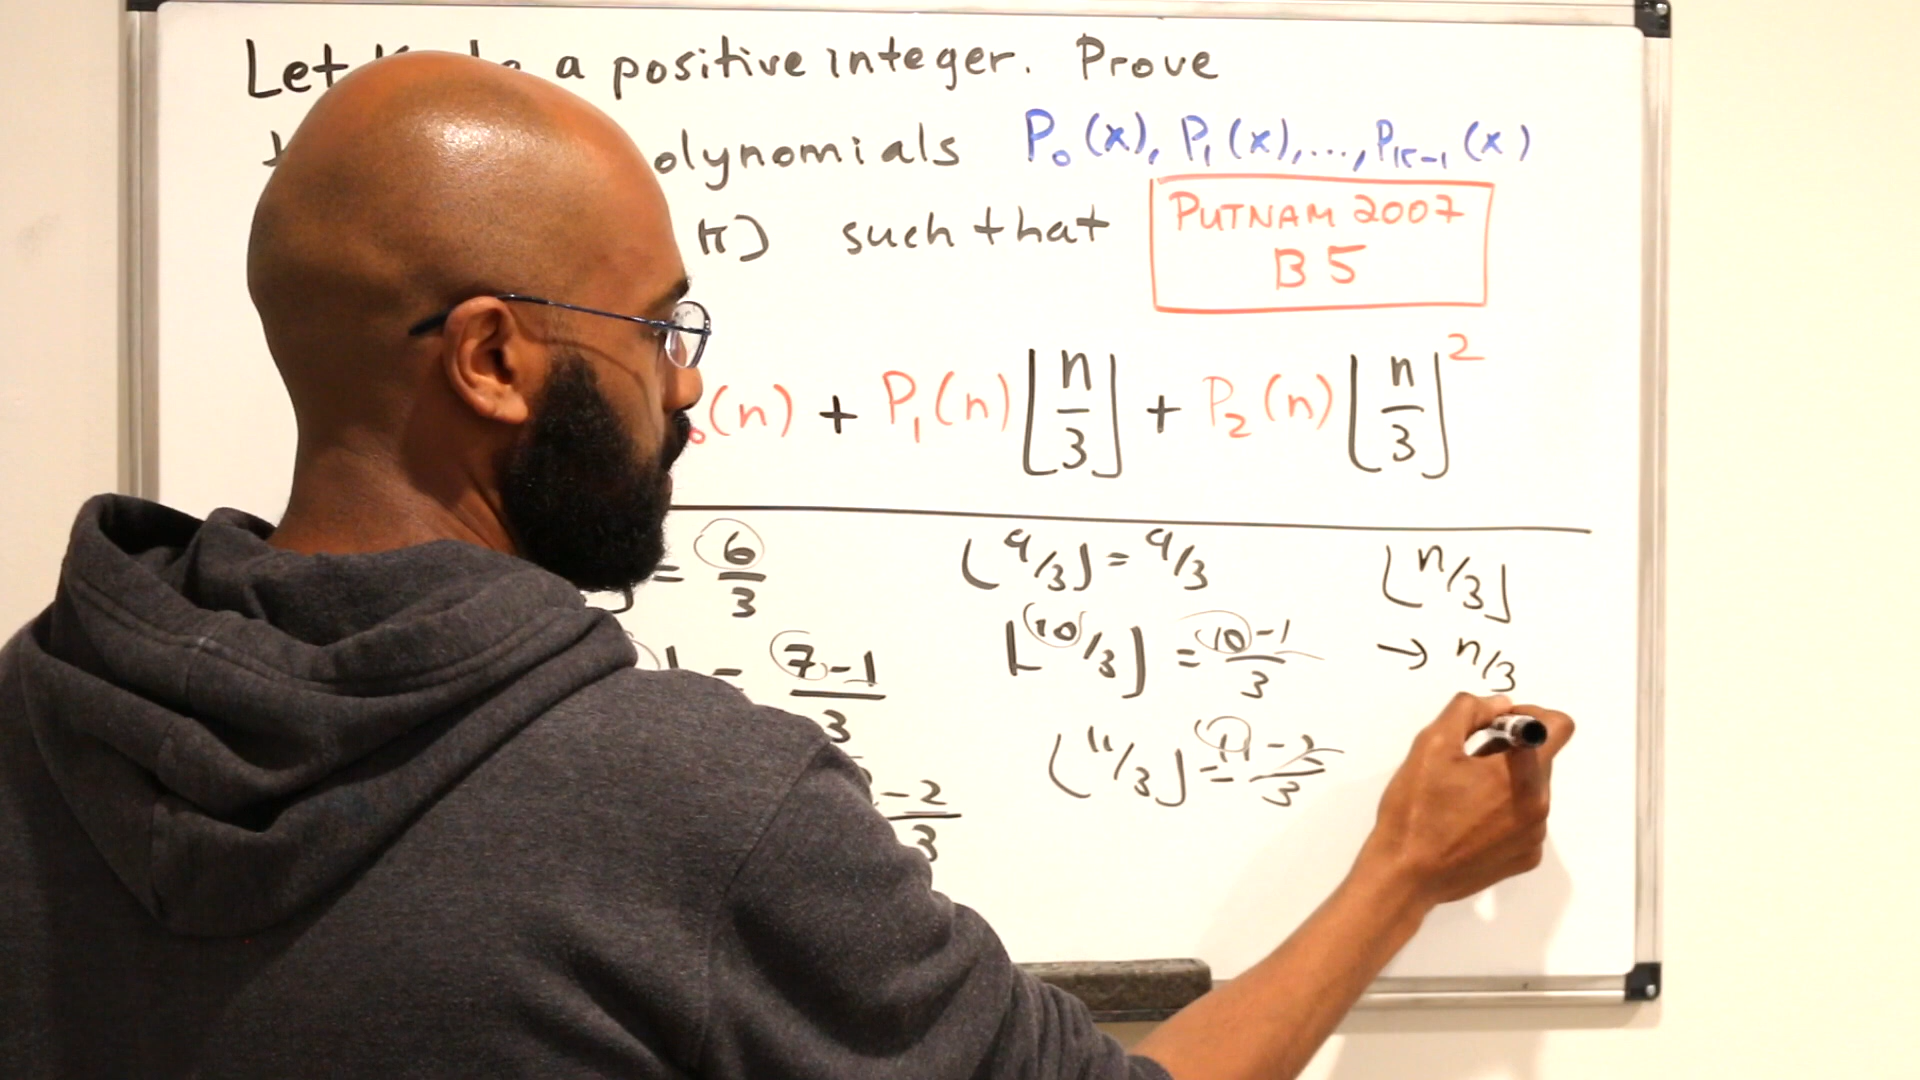 Let a positive integer. Prove
olynomials P₀(x), P₁(x),..., Pₖ₋₁(x)
k) such that
PUTNAM 2007
B5
₀(n) + P₁(n) ⌊n/3⌋ + P₂(n) ⌊n/3⌋²
= 6/3
= (7-1)/3
-2/3
⌊9/3⌋ = 9/3
⌊10/3⌋ = (10-1)/3
⌊11/3⌋ = (11-2)/3
⌊n/3⌋
→ n/3